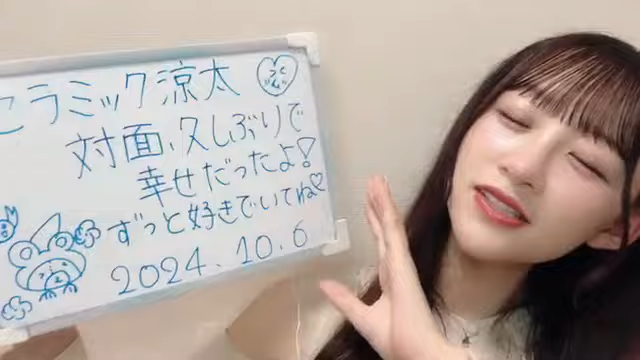 セラミック涼太
対面、久しぶりで
幸せだったよ!
ずっと好きでいてね♡
2024.10.6